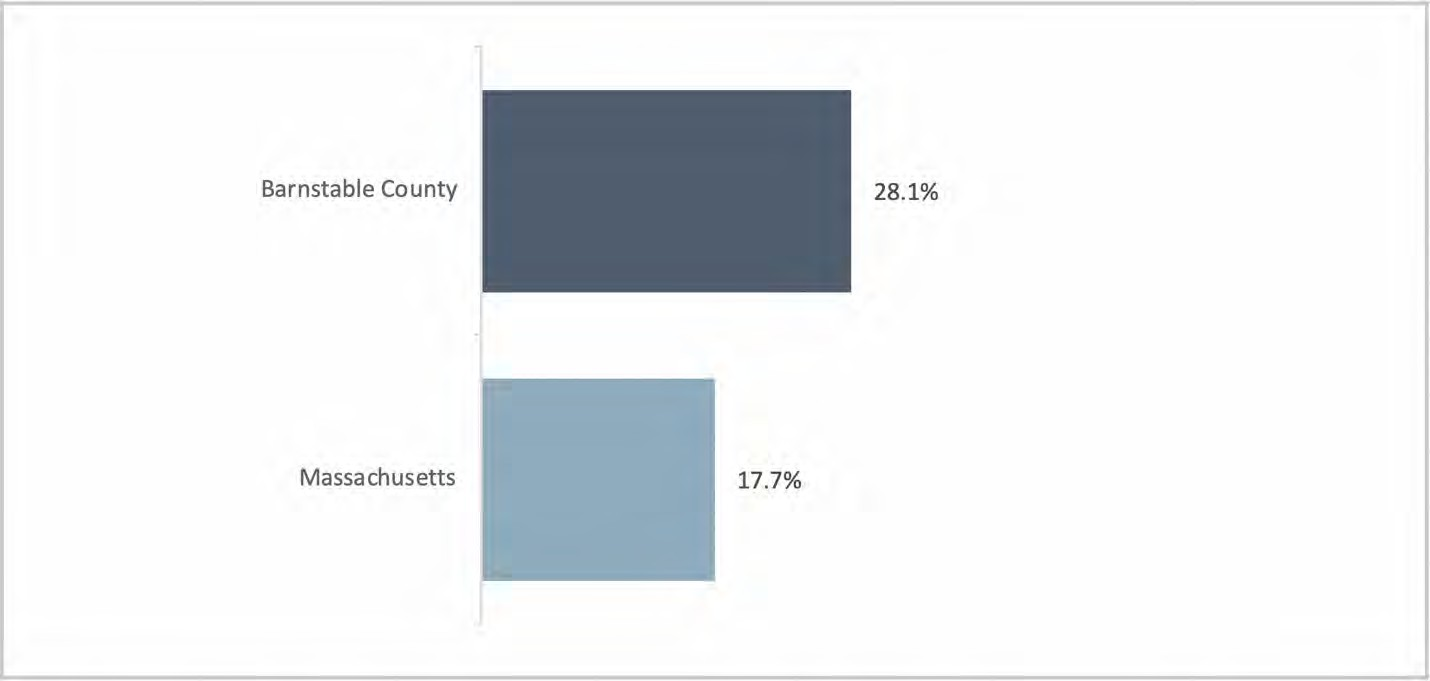 Barnstable County
28.1%
Massachusetts
17.7%